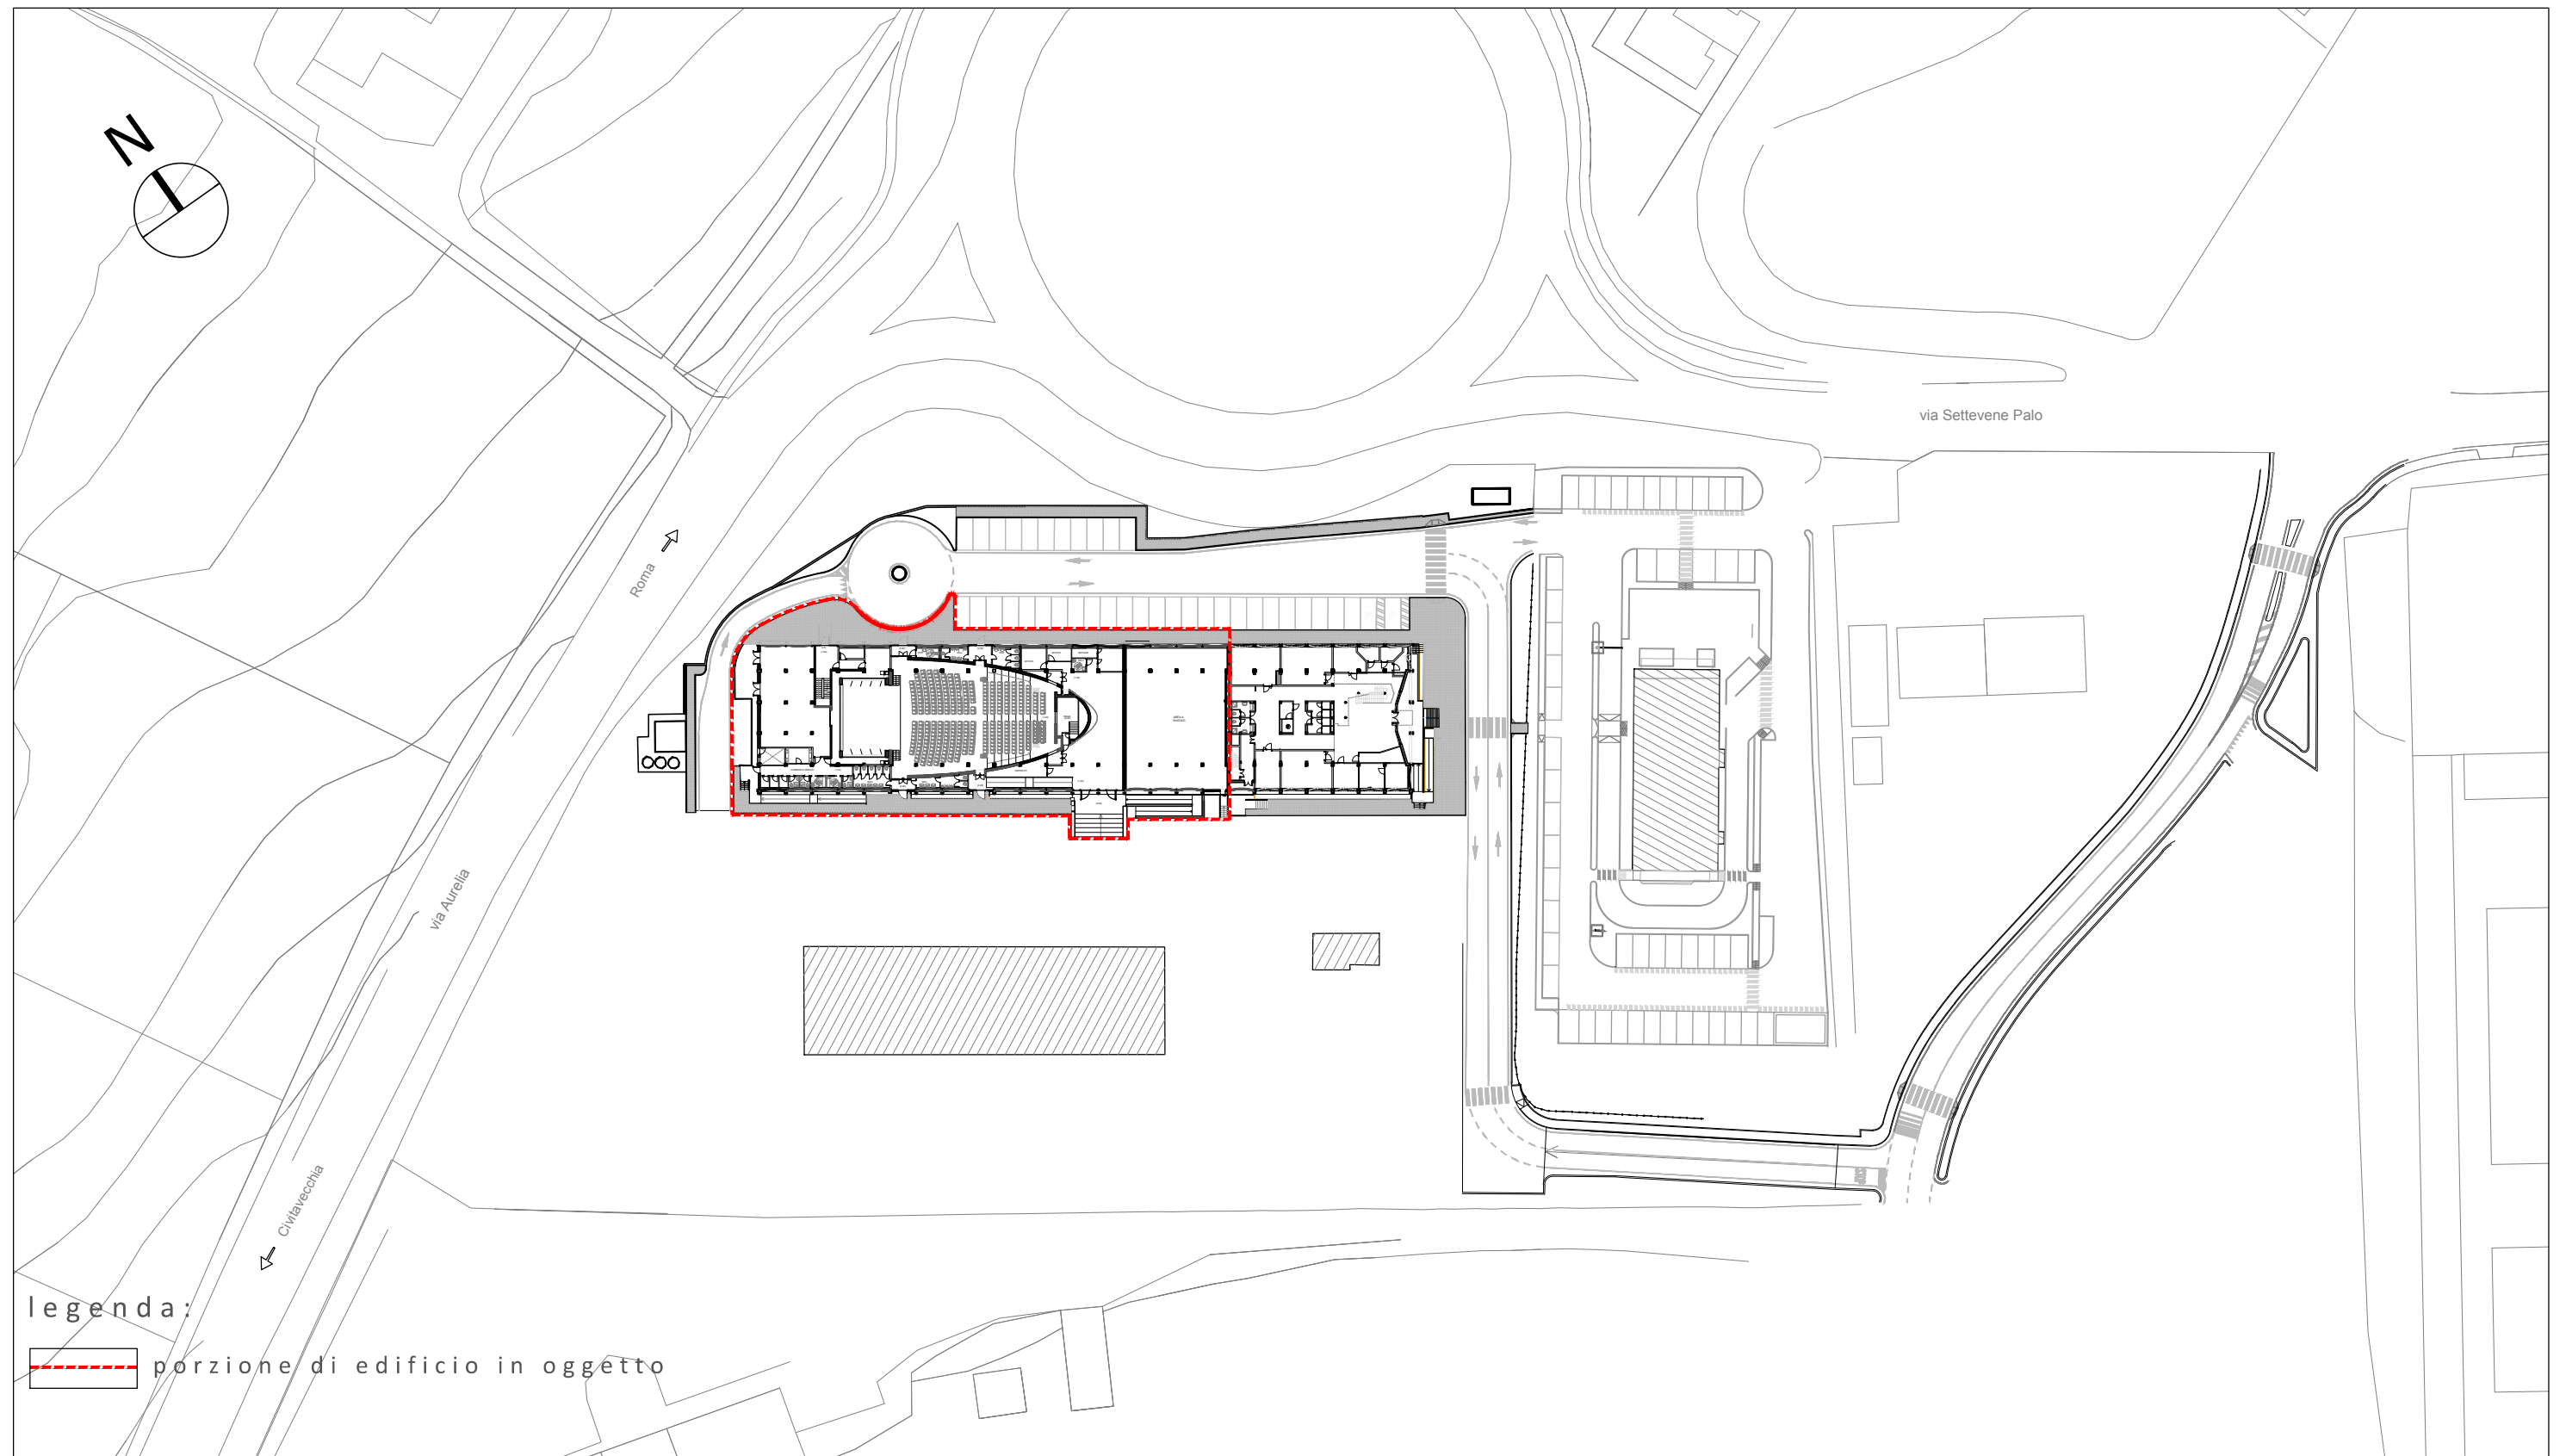 N
via Settevene Palo
Roma
via Aurelia
Civitavecchia
legenda:
porzione di edificio in oggetto